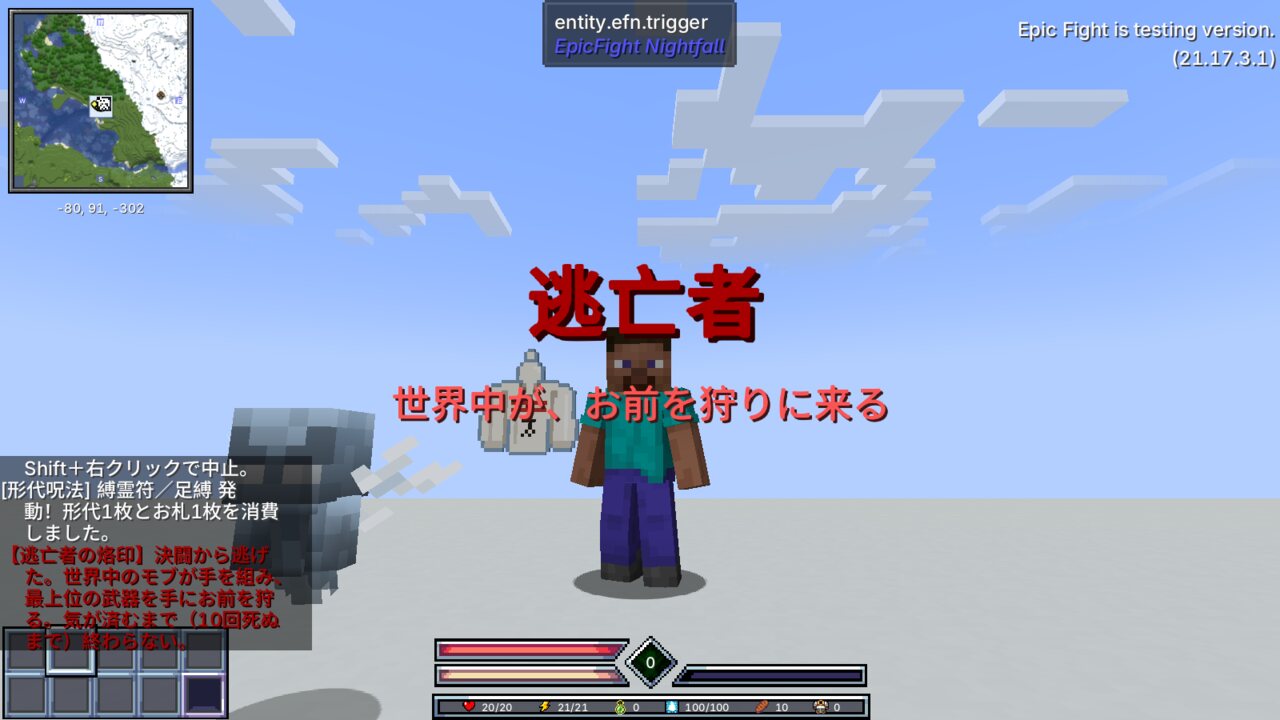 entity.efn.trigger
EpicFight Nightfall
Epic Fight is testing version.
(21.17.3.1)
-80, 91, -302
逃亡者
世界中が、お前を狩りに来る
Shift＋右クリックで中止。
[形代呪法] 縛霊符／足縛 発
動！形代1枚とお札1枚を消費
しました。
【逃亡者の烙印】決闘から逃げ
た。世界中のモブが手を組み、
最上位の武器を手にお前を狩
る。気が済むまで（10回死ぬ
まで）終わらない。
0
20/20 21/21 0 100/100 10 0